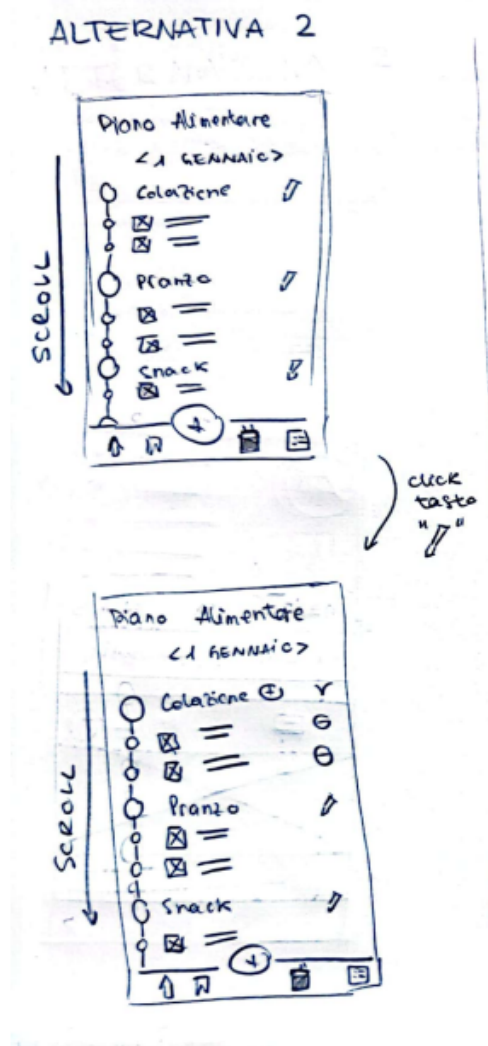 ALTERNATIVA 2
Piano Alimentare
< 1 GENNAIO >
Colazione
Pranzo
Snack
+
SCROLL
click
tasto
" "
Piano Alimentare
< 1 GENNAIO >
Colazione +
Pranzo
Snack
+
SCROLL